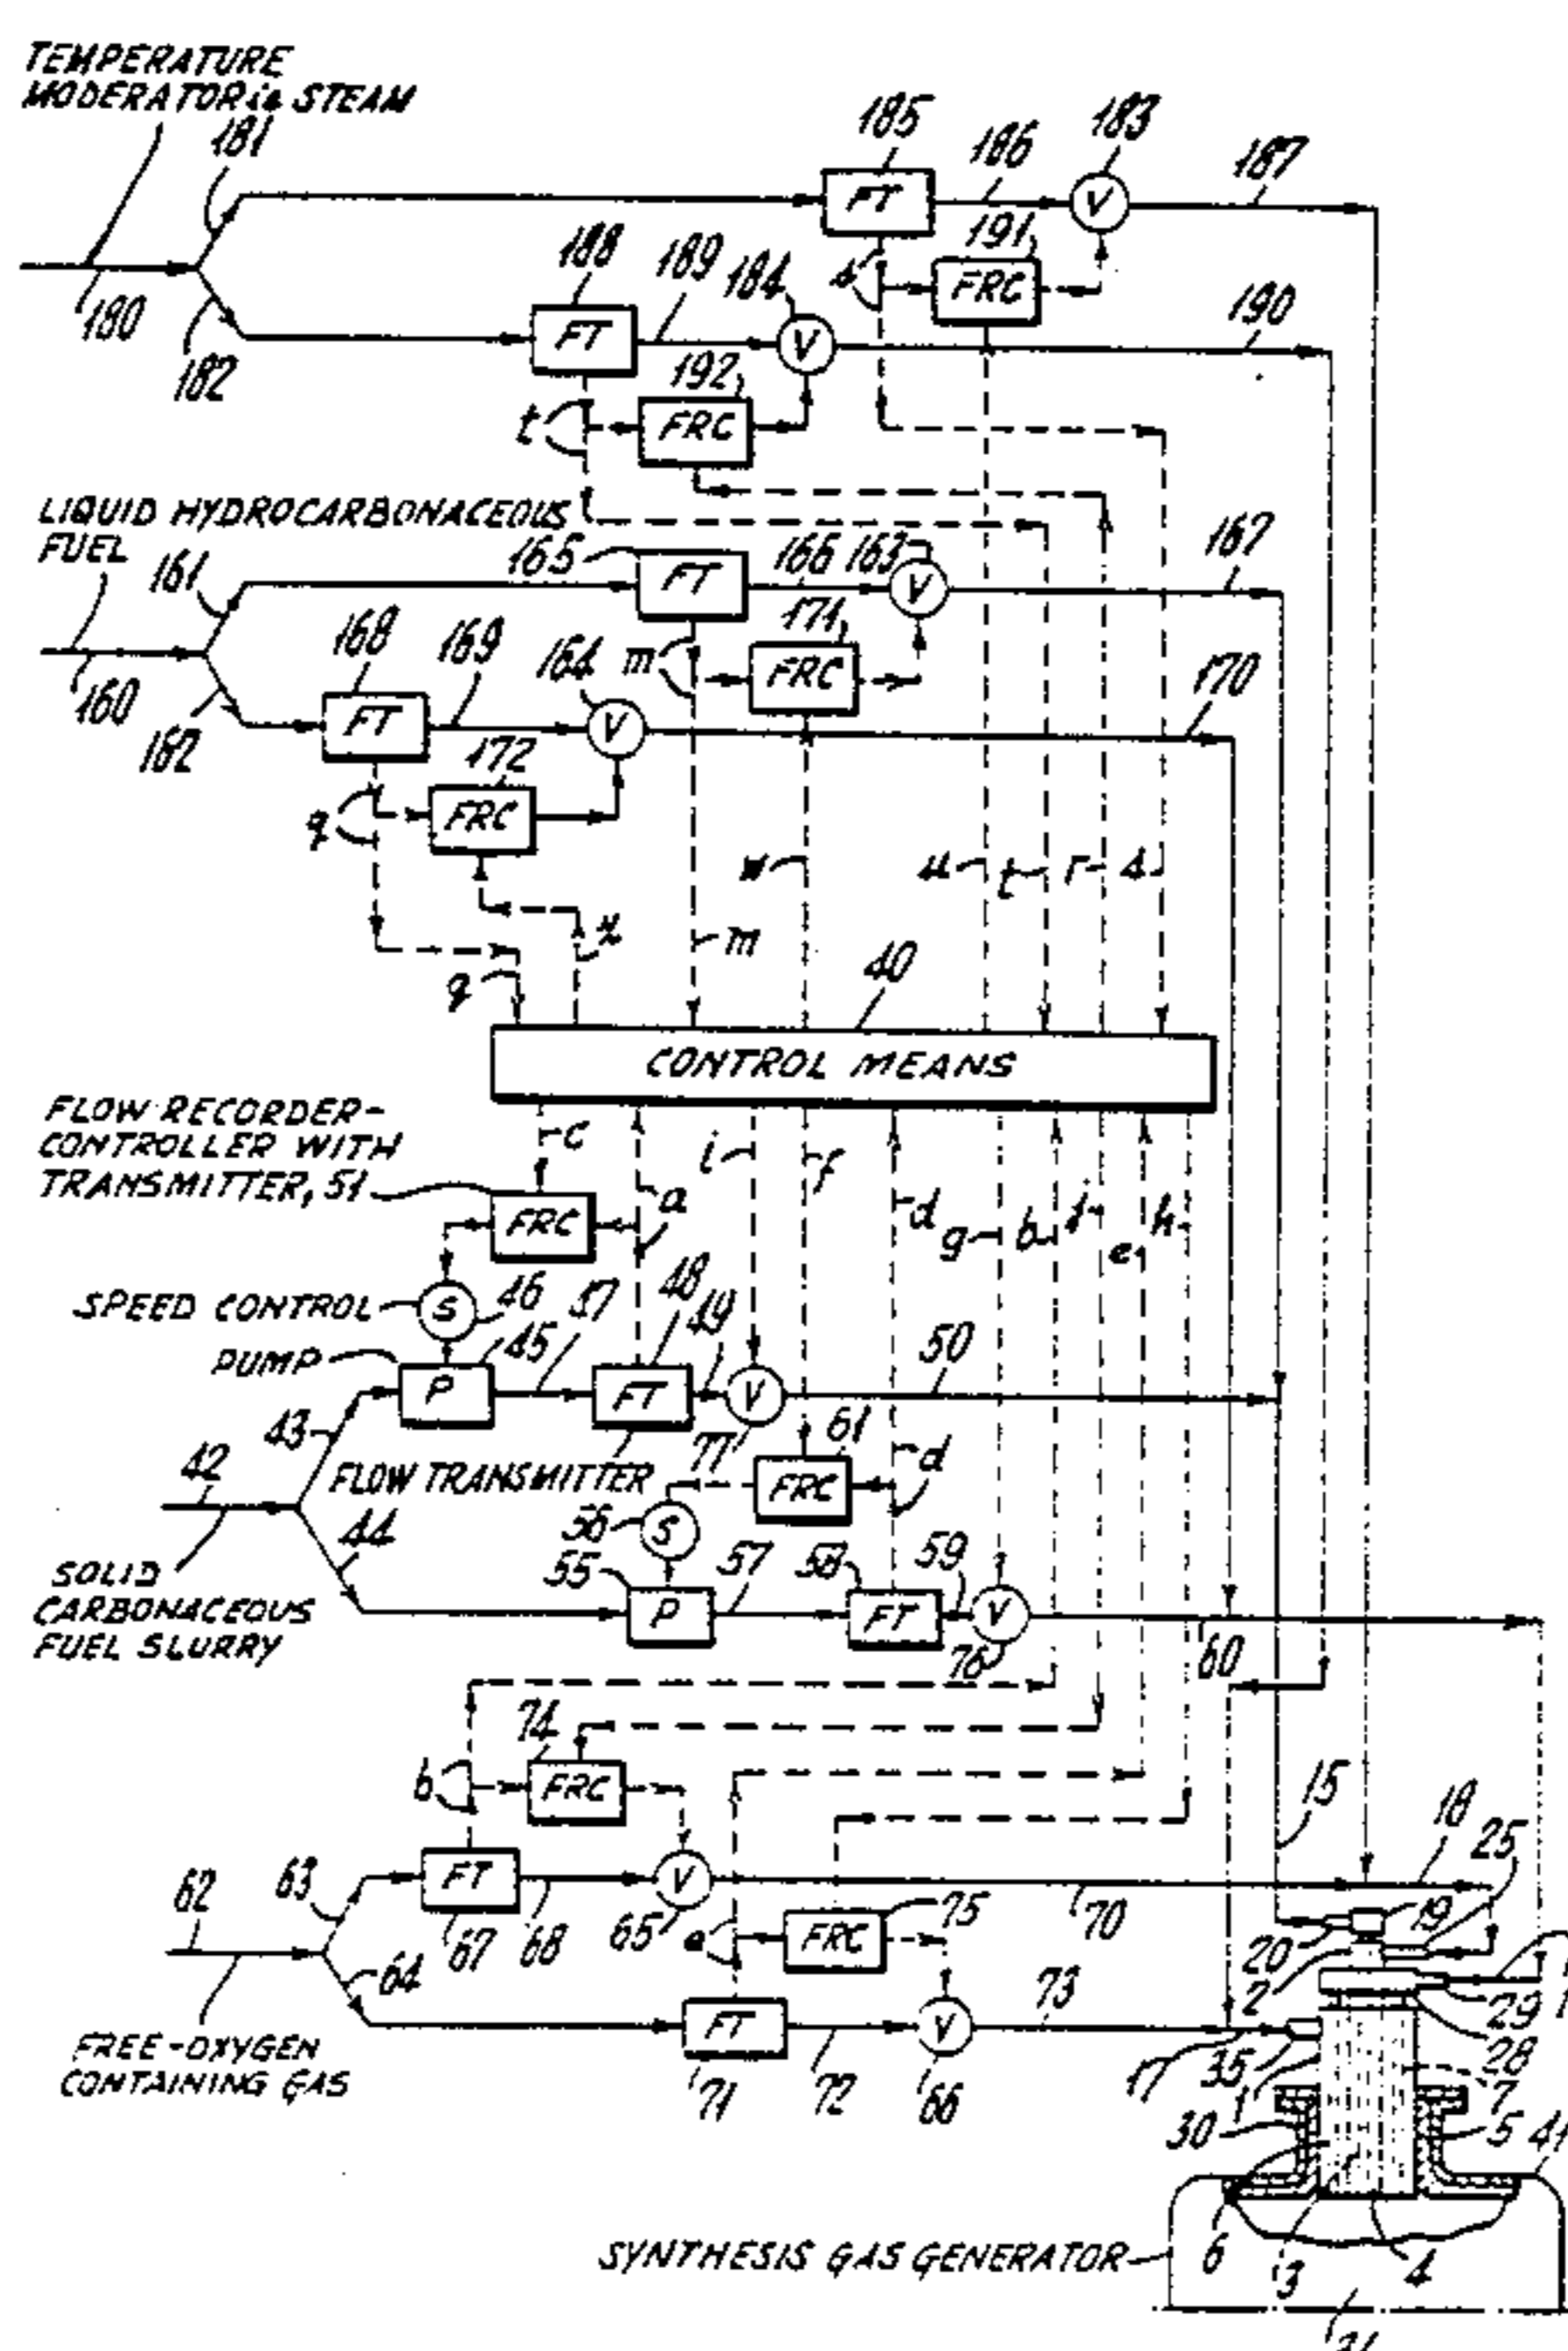 TEMPERATURE
MODERATOR ie STEAM
181
185
186
183
187
FT
V
180
182
188
189
184
s
191
FRC
190
FT
V
t
192
FRC
LIQUID HYDROCARBONACEOUS
FUEL
161
165
166
163
167
FT
V
160
162
168
169
164
m
171
FRC
170
FT
V
q
172
FRC
w
u
t
r
s
m
q
x
40
CONTROL MEANS
FLOW RECORDER-
CONTROLLER WITH
TRANSMITTER, 51
FRC
c
a
i
f
d
g
b
j
e
h
SPEED CONTROL
S
46
47
48
49
PUMP
45
P
FT
V
50
43
42
77
61
FLOW TRANSMITTER
FRC
d
44
56
S
SOLID
CARBONACEOUS
FUEL SLURRY
55
57
58
59
P
FT
V
76
60
74
b
FRC
15
18
25
63
62
FT
V
67
68
65
e
75
FRC
70
19
20
2
64
FREE-OXYGEN
CONTAINING GAS
FT
71
72
V
66
73
17
35
1
29
28
7
30
5
41
6
3
4
SYNTHESIS GAS GENERATOR